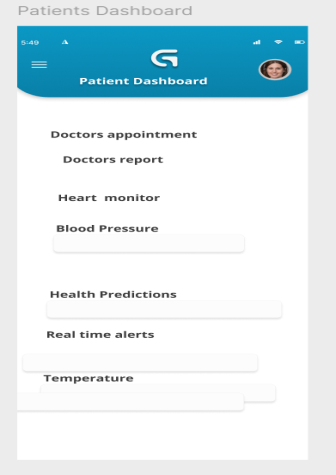 Patients Dashboard
5:49
Patient Dashboard
Doctors appointment
Doctors report
Heart monitor
Blood Pressure
Health Predictions
Real time alerts
Temperature